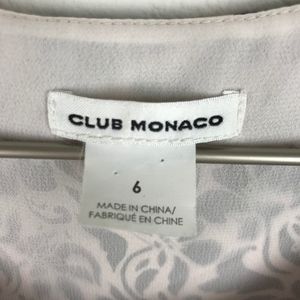 CLUB MONACO
6
MADE IN CHINA/
FABRIQUÉ EN CHINE